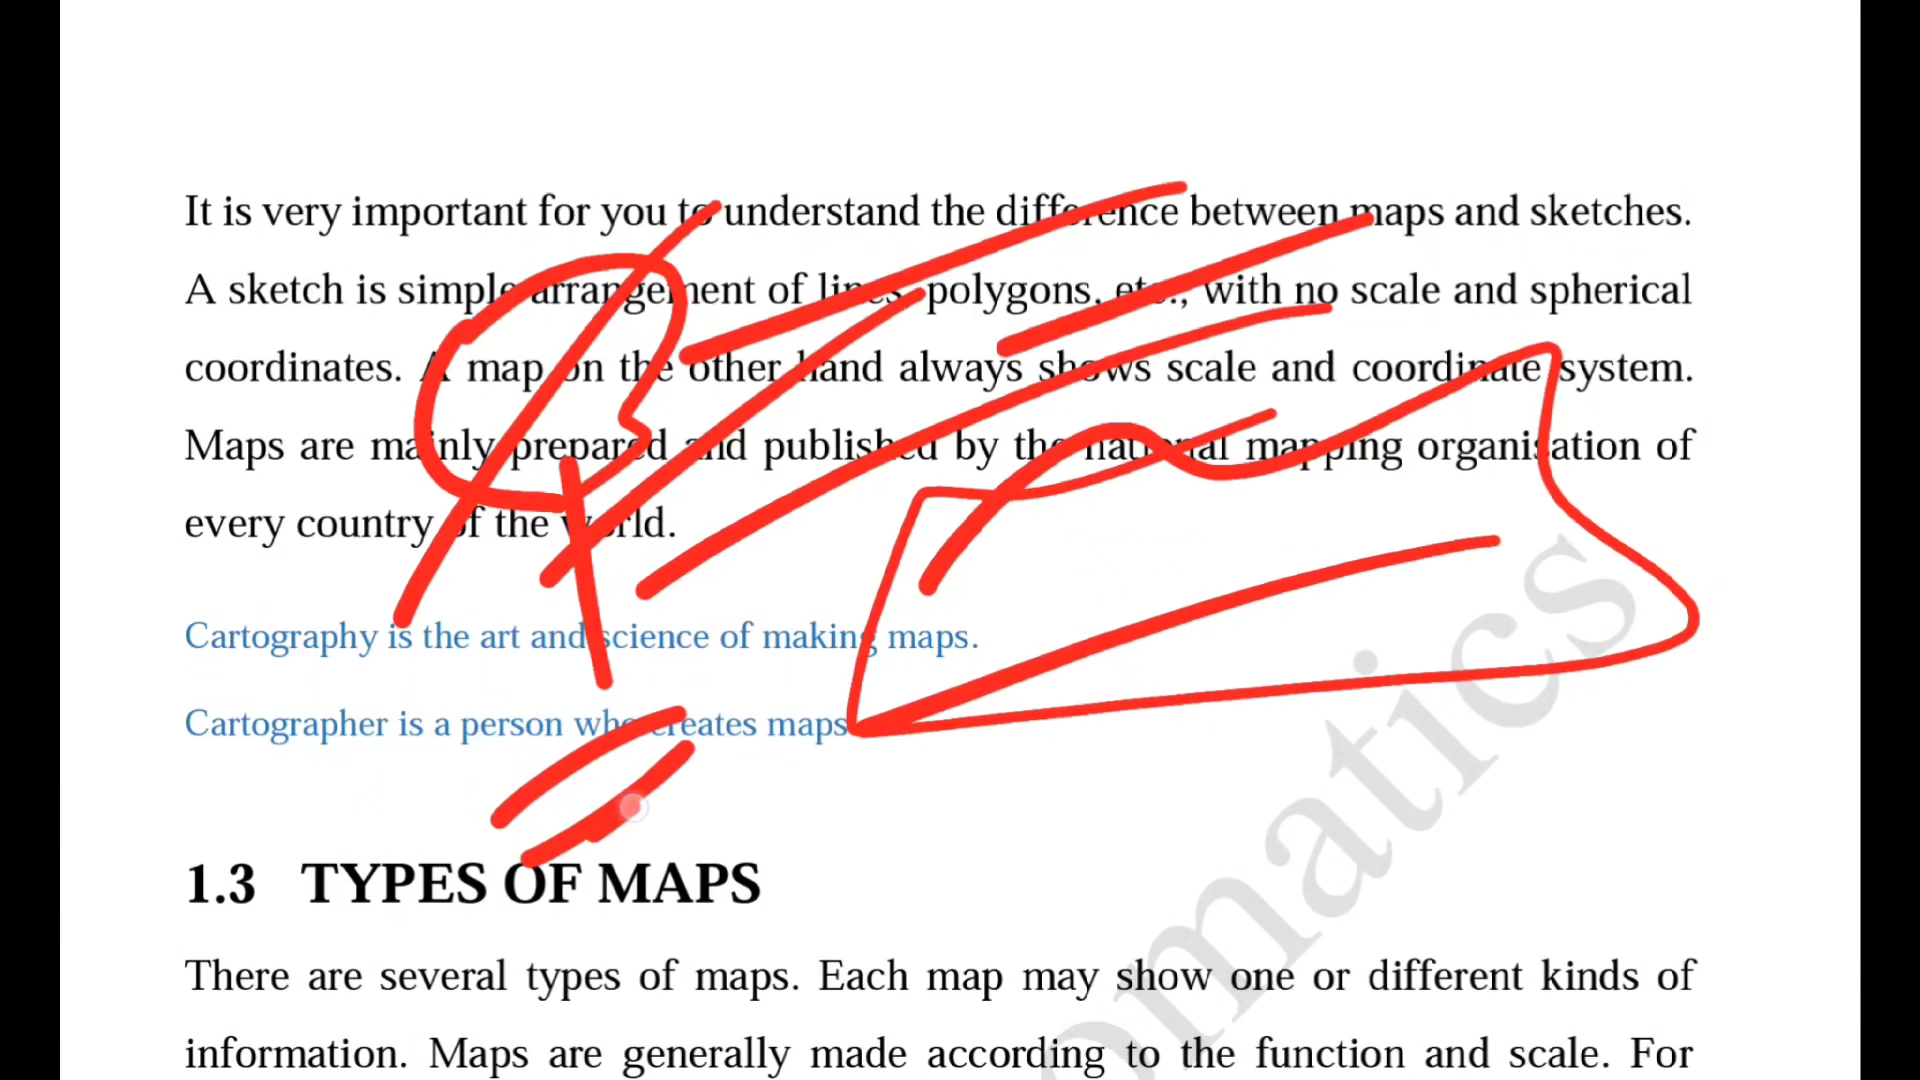 It is very important for you to understand the difference between maps and sketches.
A sketch is simple arrangement of lines, polygons, etc., with no scale and spherical
coordinates. A map on the other hand always shows scale and coordinate system.
Maps are mainly prepared and published by the national mapping organisation of
every country of the world.
Cartography is the art and science of making maps.
Cartographer is a person who creates maps
1.3 TYPES OF MAPS
There are several types of maps. Each map may show one or different kinds of
information. Maps are generally made according to the function and scale. For
omatics